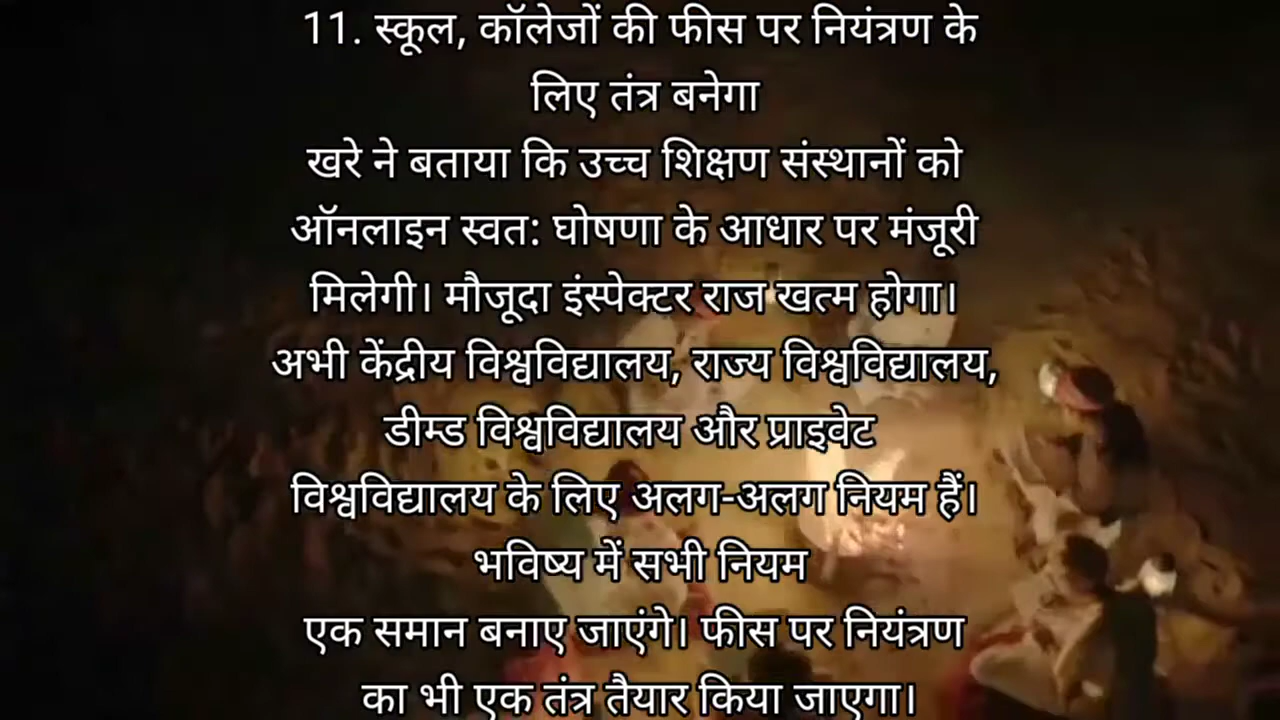 11. स्कूल, कॉलेजों की फीस पर नियंत्रण के
लिए तंत्र बनेगा
खरे ने बताया कि उच्च शिक्षण संस्थानों को
ऑनलाइन स्वत: घोषणा के आधार पर मंजूरी
मिलेगी। मौजूदा इंस्पेक्टर राज खत्म होगा।
अभी केंद्रीय विश्वविद्यालय, राज्य विश्वविद्यालय,
डीम्ड विश्वविद्यालय और प्राइवेट
विश्वविद्यालय के लिए अलग-अलग नियम हैं।
भविष्य में सभी नियम
एक समान बनाए जाएंगे। फीस पर नियंत्रण
का भी एक तंत्र तैयार किया जाएगा।